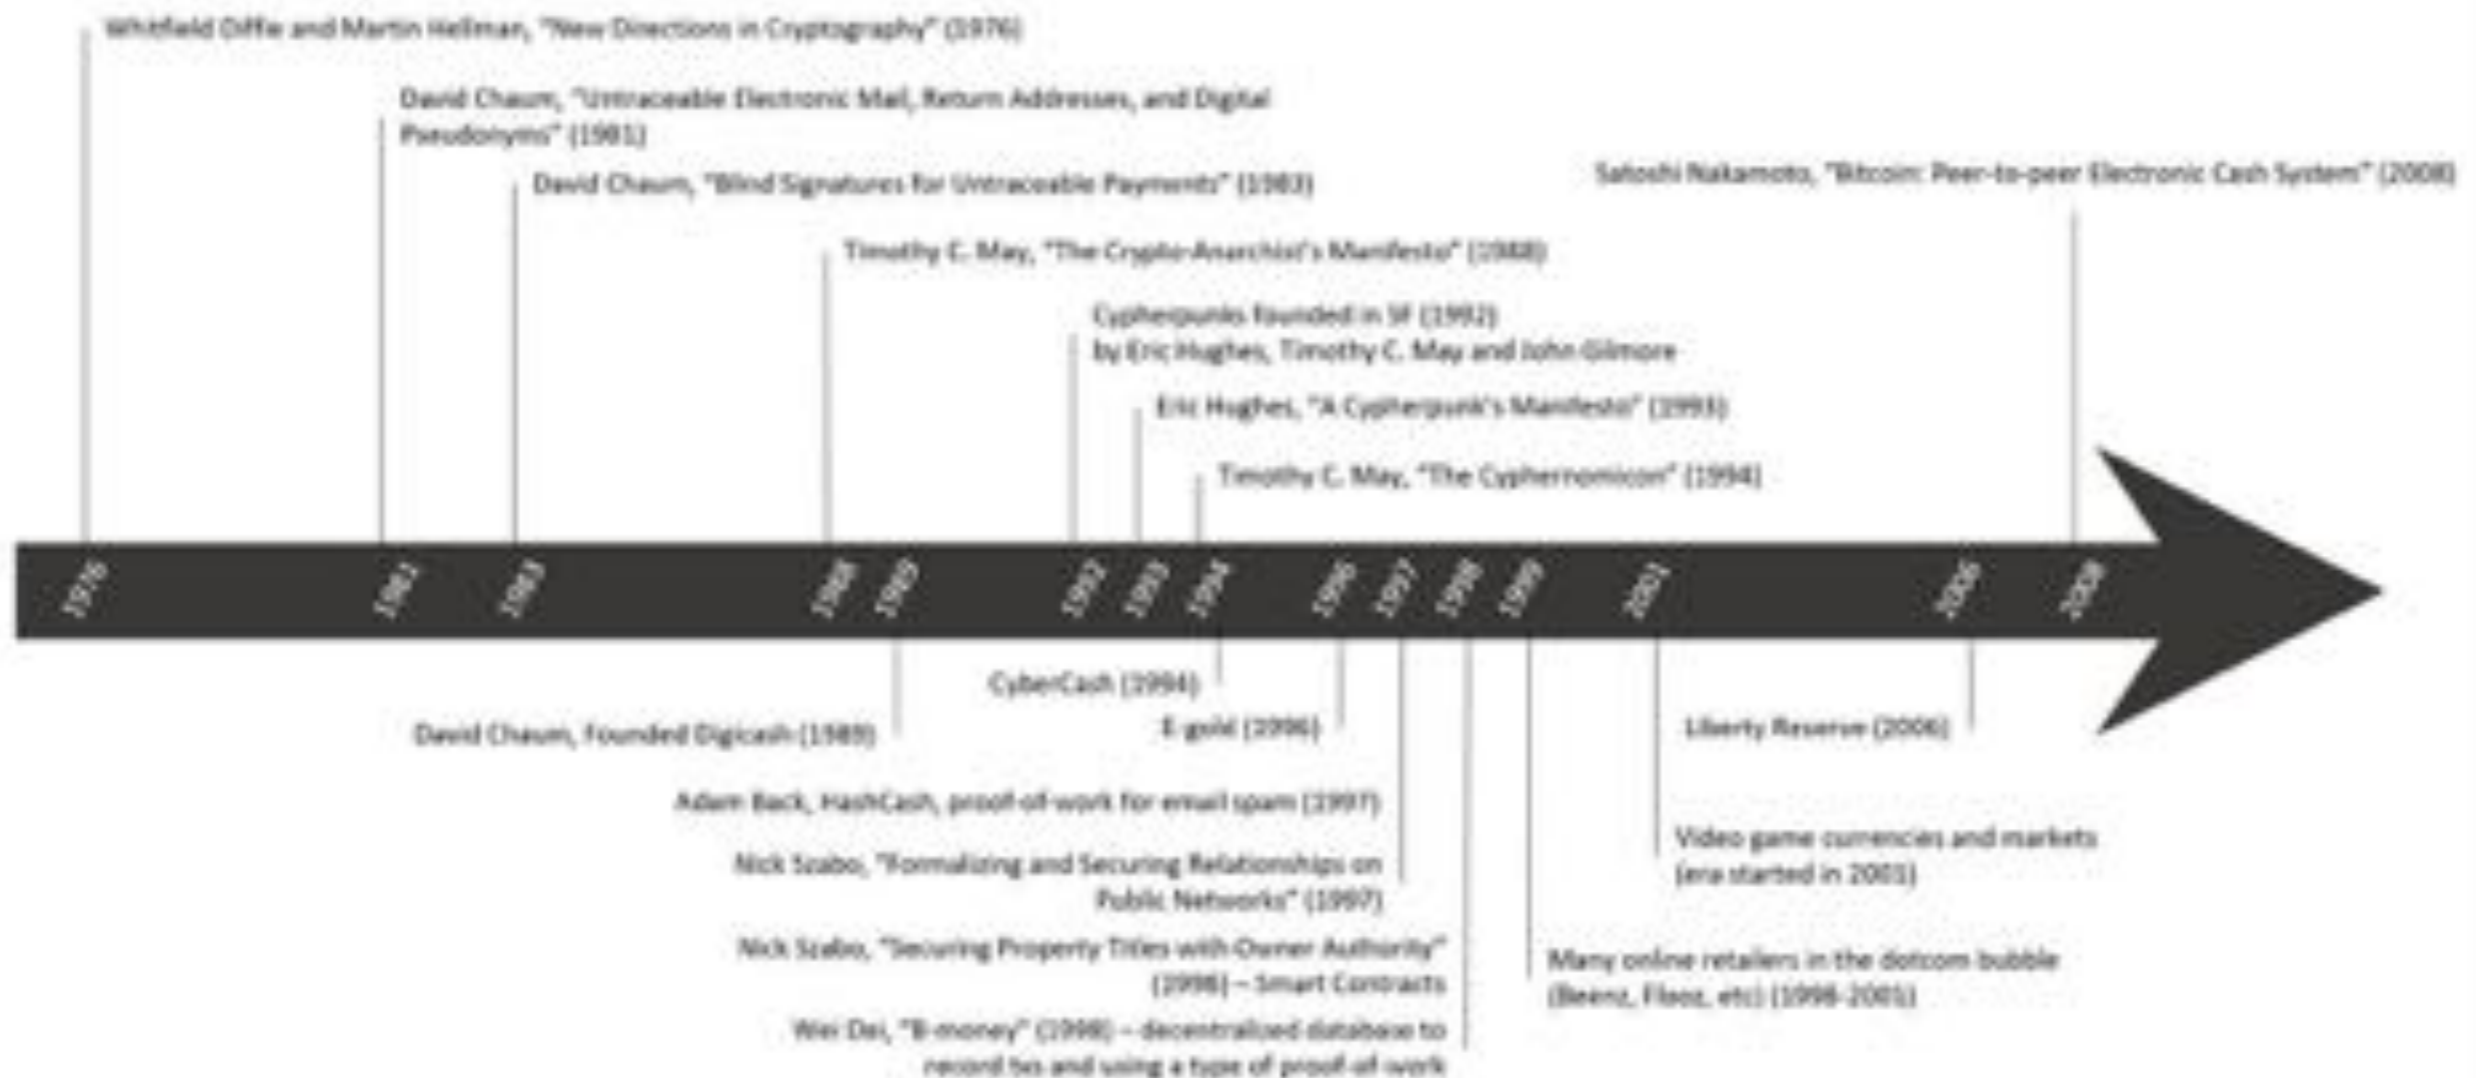 Whitfield Diffie and Martin Hellman, "New Directions in Cryptography" (1976)
David Chaum, "Untraceable Electronic Mail, Return Addresses, and Digital
Pseudonyms" (1981)
David Chaum, "Blind Signatures for Untraceable Payments" (1983)
Satoshi Nakamoto, "Bitcoin: Peer-to-peer Electronic Cash System" (2008)
Timothy C. May, "The Crypto-Anarchist's Manifesto" (1988)
Cypherpunks founded in SF (1992)
by Eric Hughes, Timothy C. May and John Gilmore
Eric Hughes, "A Cypherpunk's Manifesto" (1993)
Timothy C. May, "The Cyphernomicon" (1994)
1976 1981 1983 1988 1989 1992 1993 1994 1996 1997 1998 1999 2001 2006 2008
CyberCash (1994)
David Chaum, Founded Digicash (1989)
E-gold (1996)
Liberty Reserve (2006)
Adam Back, HashCash, proof-of-work for email spam (1997)
Video game currencies and markets
(era started in 2001)
Nick Szabo, "Formalizing and Securing Relationships on
Public Networks" (1997)
Nick Szabo, "Securing Property Titles with Owner Authority"
(1998) – Smart Contracts
Many online retailers in the dotcom bubble
(Beenz, Flooz, etc) (1998-2001)
Wei Dai, "B-money" (1998) – decentralized database to
record txs and using a type of proof-of-work